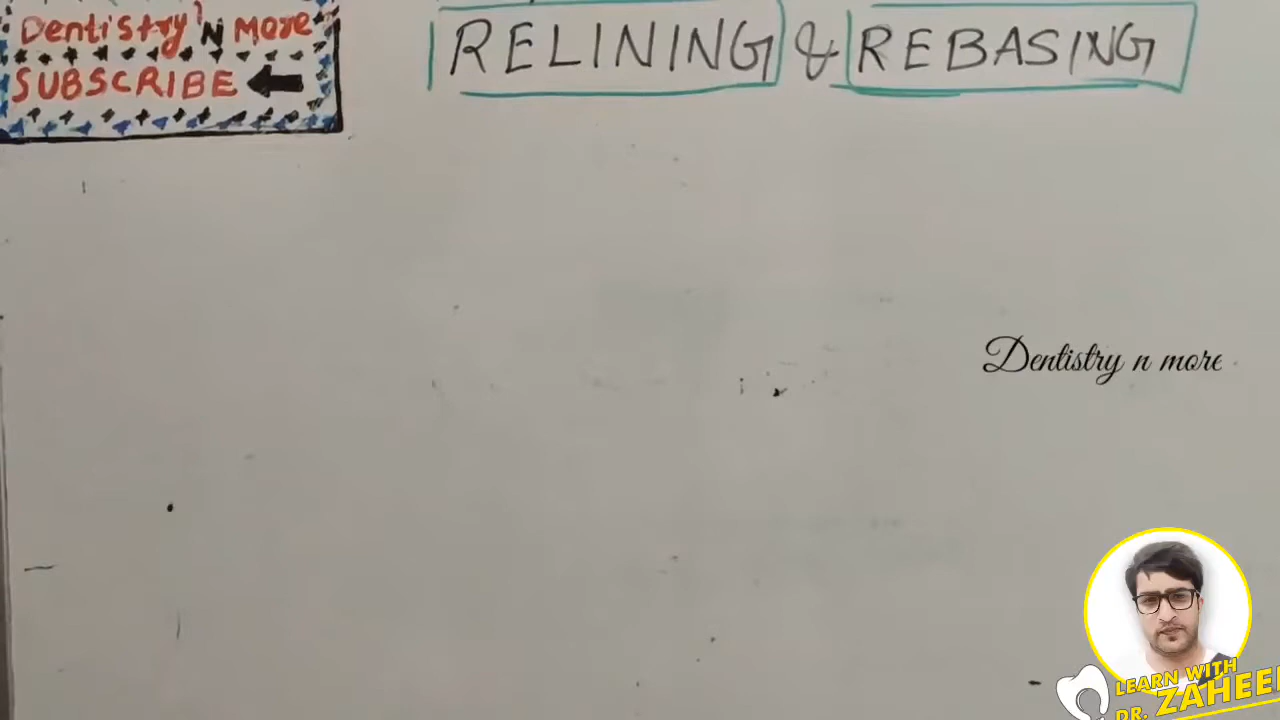 Dentistry 'N More
SUBSCRIBE
RELINING & REBASING
Dentistry n more
LEARN WITH
DR. ZAHEE